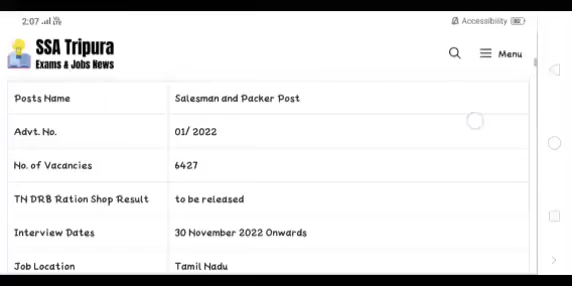 2:07
Accessibility
SSA Tripura
Exams & Jobs News
Menu
Posts Name Salesman and Packer Post
Advt. No. 01/ 2022
No. of Vacancies 6427
TN DRB Ration Shop Result to be released
Interview Dates 30 November 2022 Onwards
Job Location Tamil Nadu